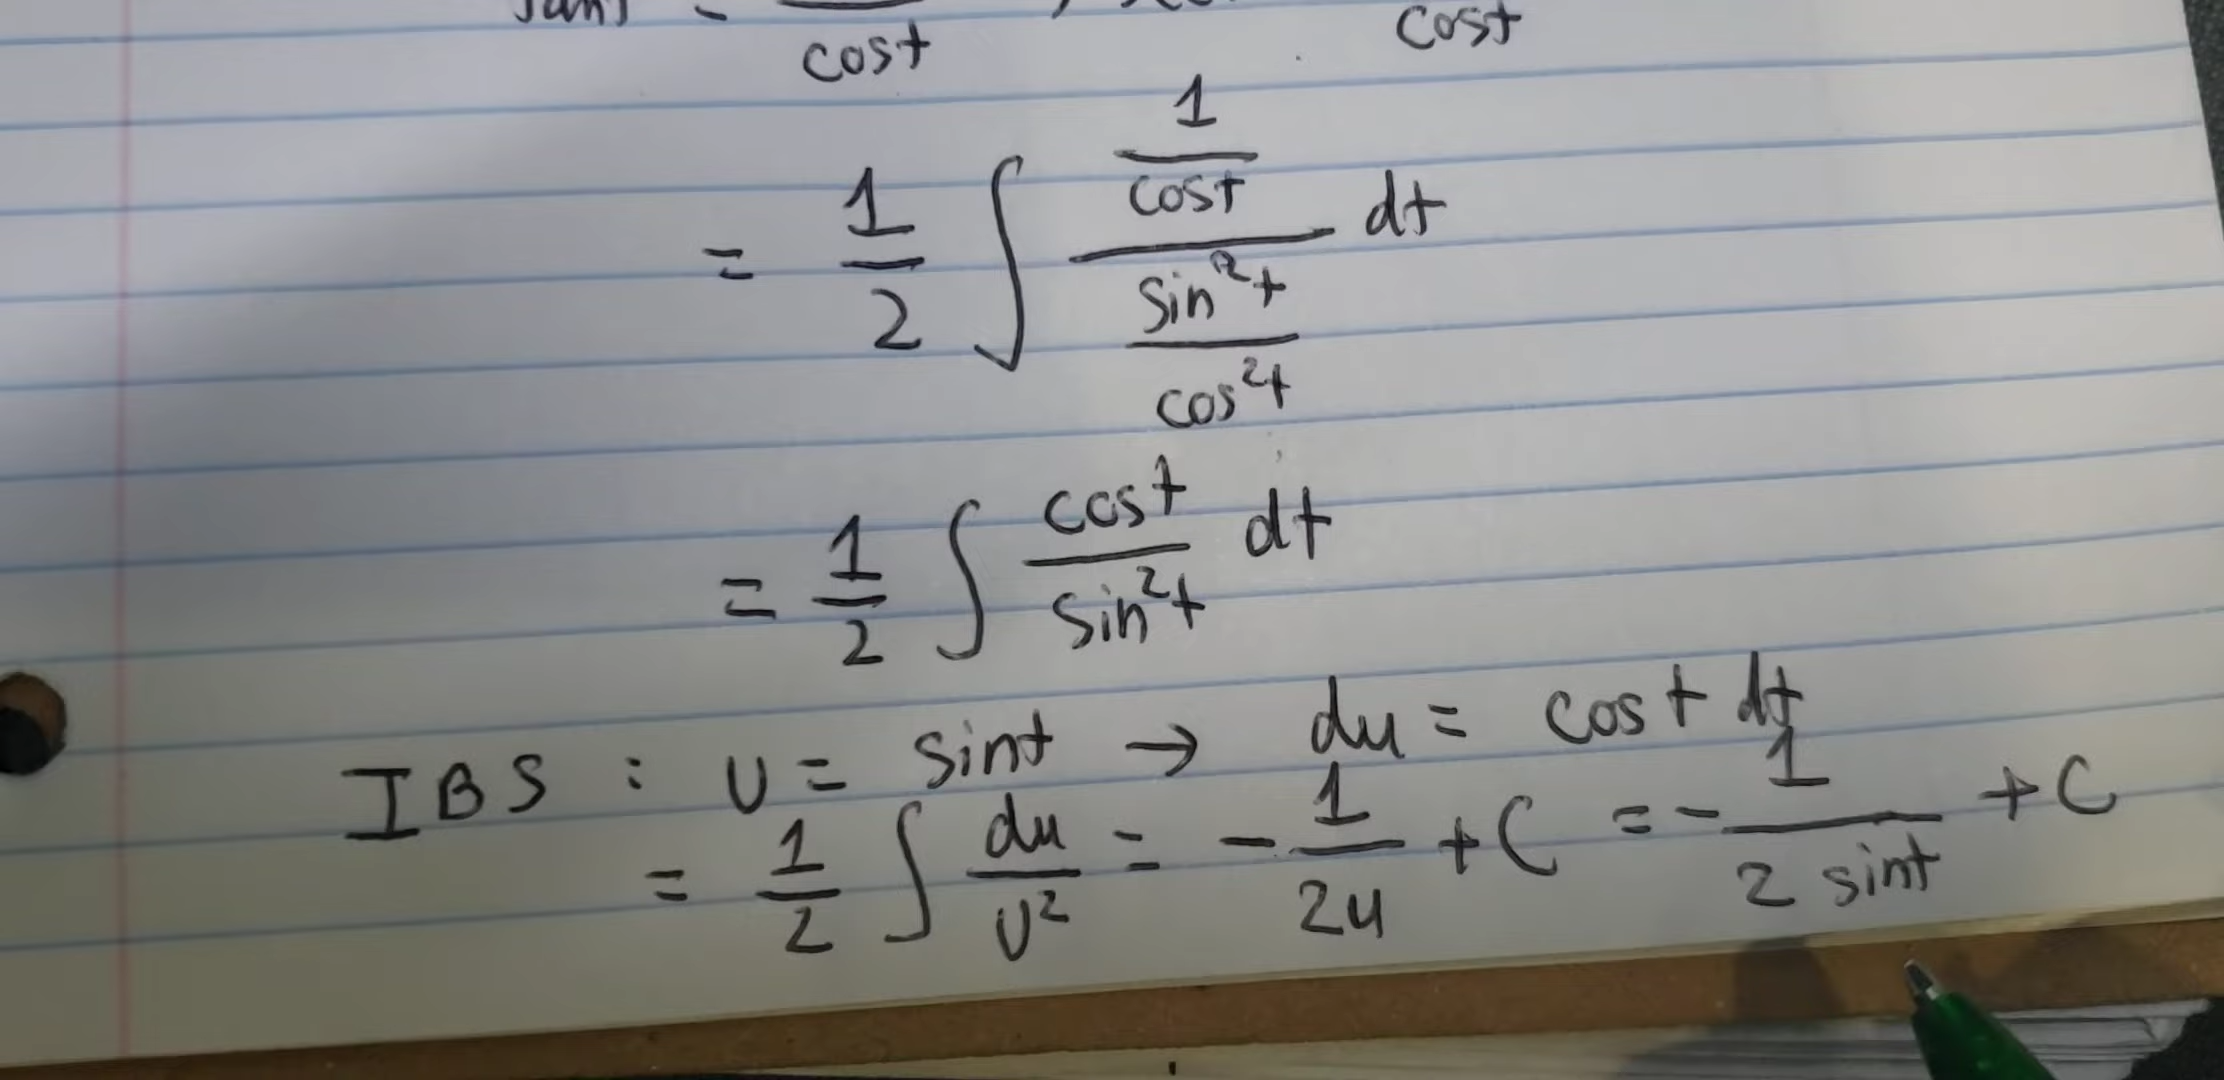 cost cost
= 1/2 ∫ (1/cost)/(sin²t/cos²t) dt
= 1/2 ∫ cost/sin²t dt
IBS : u = sint → du = cost dt
= 1/2 ∫ du/u² = - 1/2u + C = - 1/2 sint + C